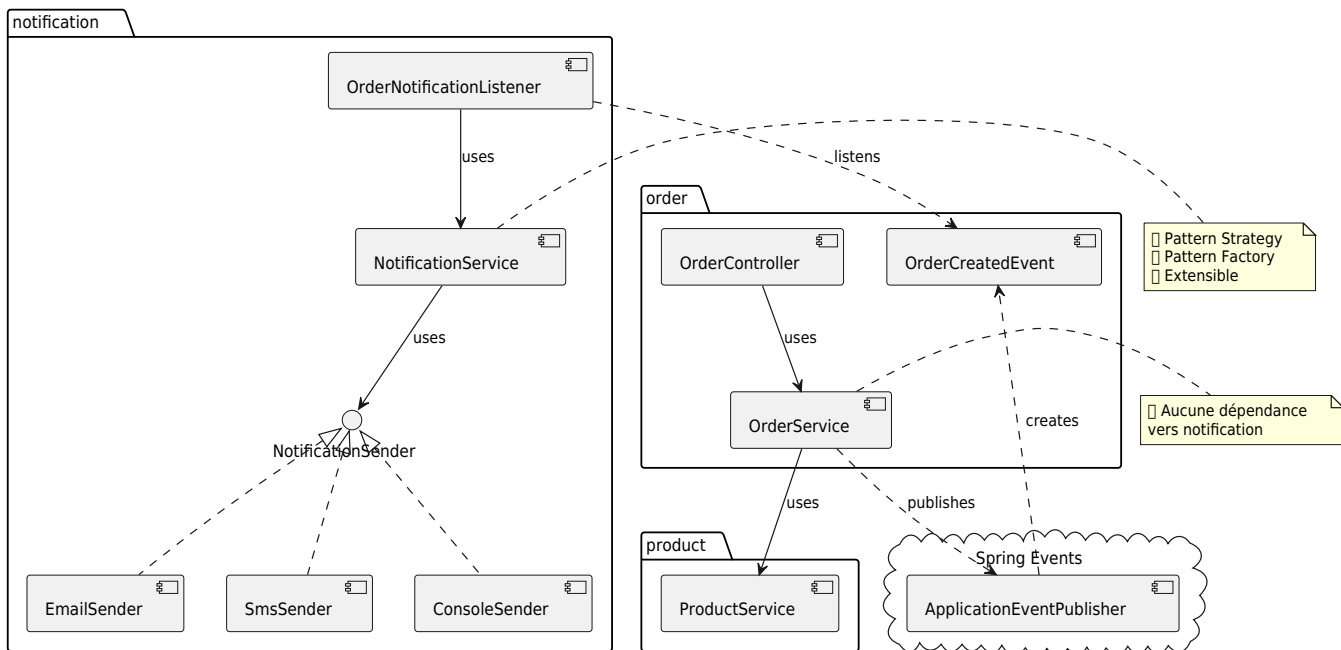 notification
OrderNotificationListener
uses
listens
order
NotificationService
OrderController
OrderCreatedEvent
Pattern Strategy
Pattern Factory
Extensible
uses
uses
NotificationSender
OrderService
creates
Aucune dépendance
vers notification
uses
publishes
product
Spring Events
EmailSender
SmsSender
ConsoleSender
ProductService
ApplicationEventPublisher